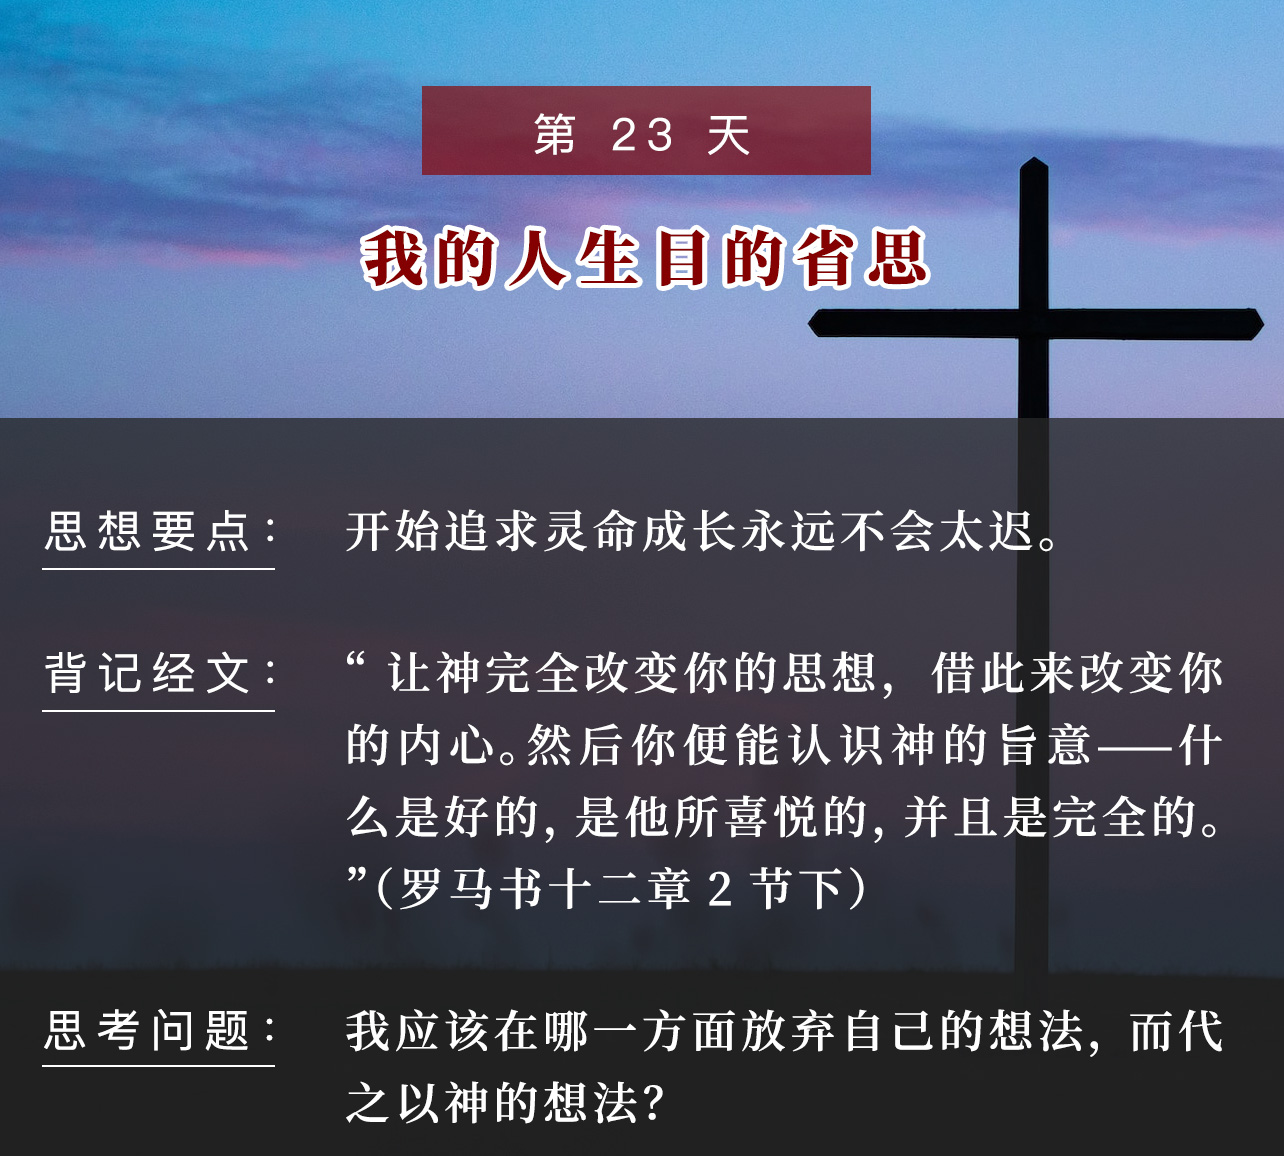 第 23 天
我的人生目的省思
思想要点：
开始追求灵命成长永远不会太迟。
背记经文：
“ 让神完全改变你的思想，借此来改变你
的内心。然后你便能认识神的旨意——什
么是好的，是他所喜悦的，并且是完全的。
”（罗马书十二章 2 节下）
思考问题：
我应该在哪一方面放弃自己的想法，而代
之以神的想法？